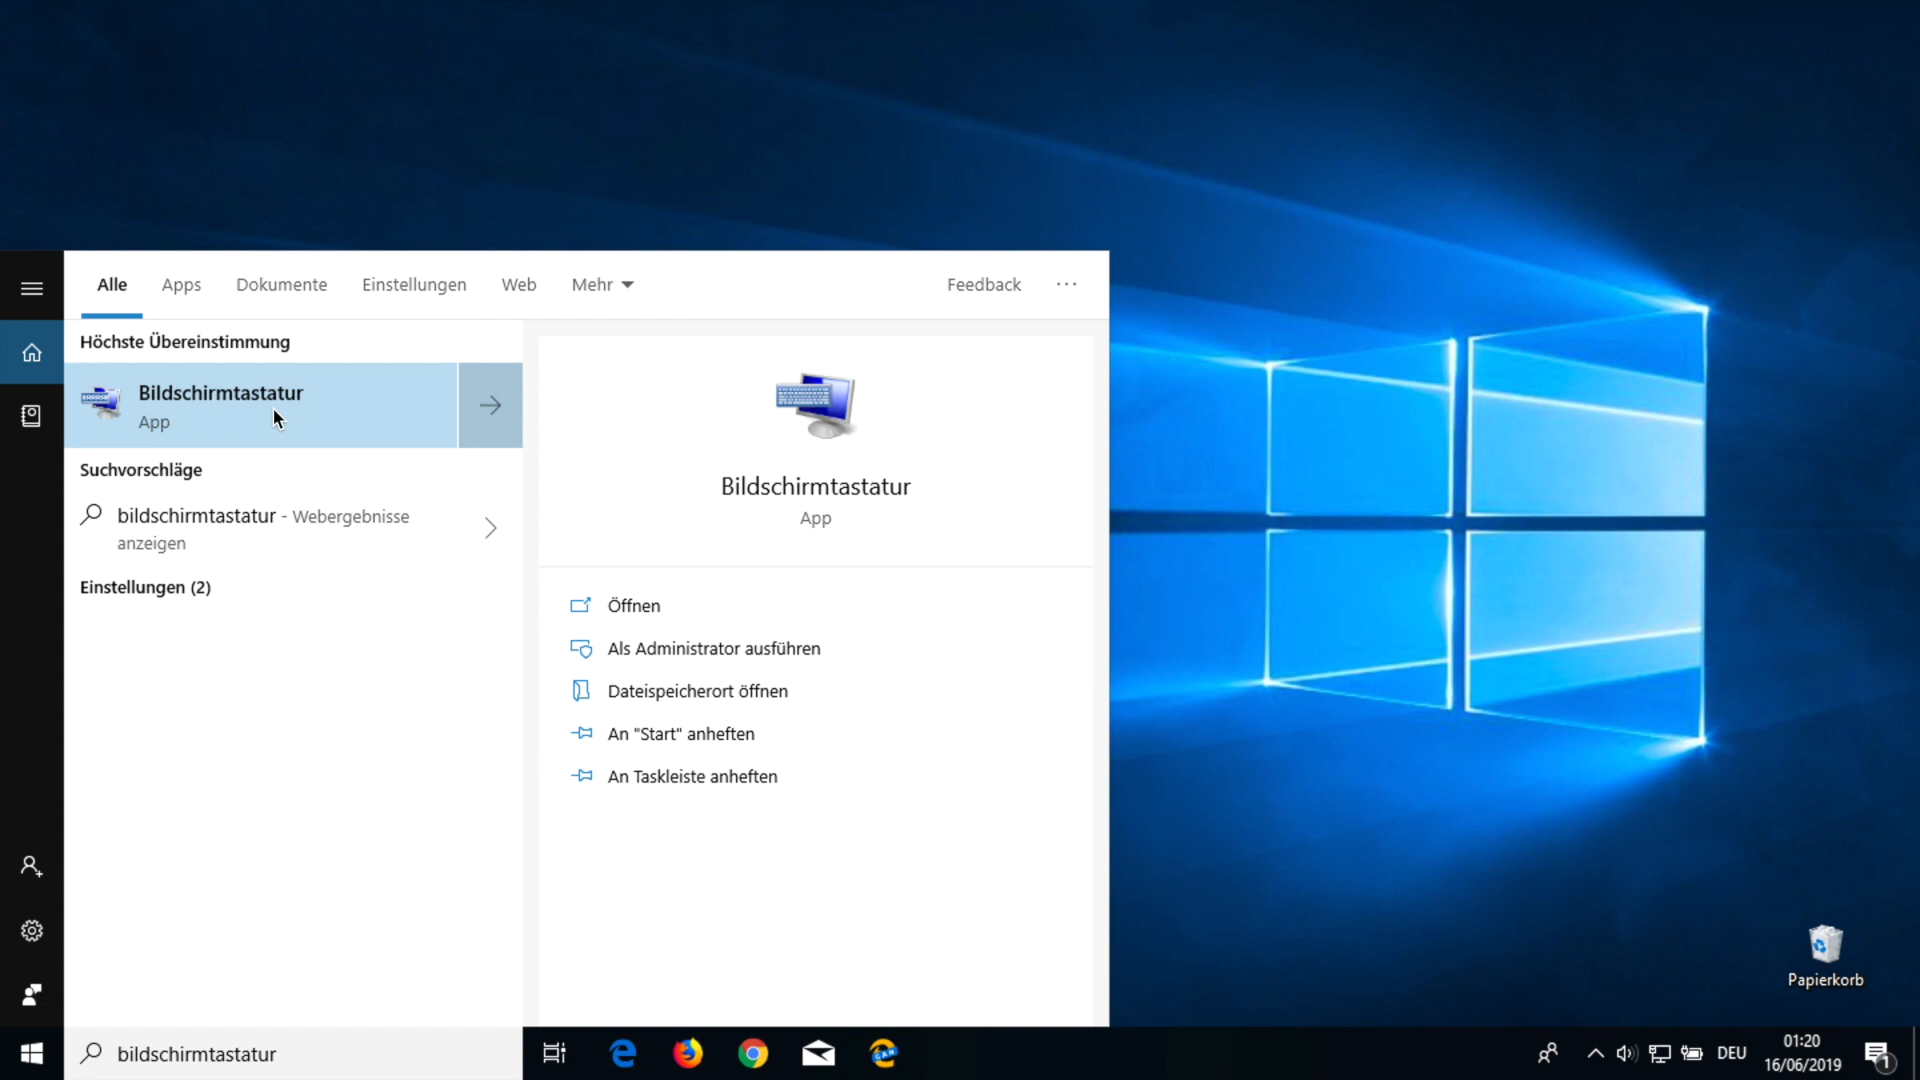 Alle Apps Dokumente Einstellungen Web Mehr Feedback ...
Höchste Übereinstimmung
Bildschirmtastatur
App
Suchvorschläge
bildschirmtastatur - Webergebnisse
anzeigen
Einstellungen (2)
Bildschirmtastatur
App
Öffnen
Als Administrator ausführen
Dateispeicherort öffnen
An "Start" anheften
An Taskleiste anheften
Papierkorb
bildschirmtastatur
CAN
DEU
01:20
16/06/2019
1